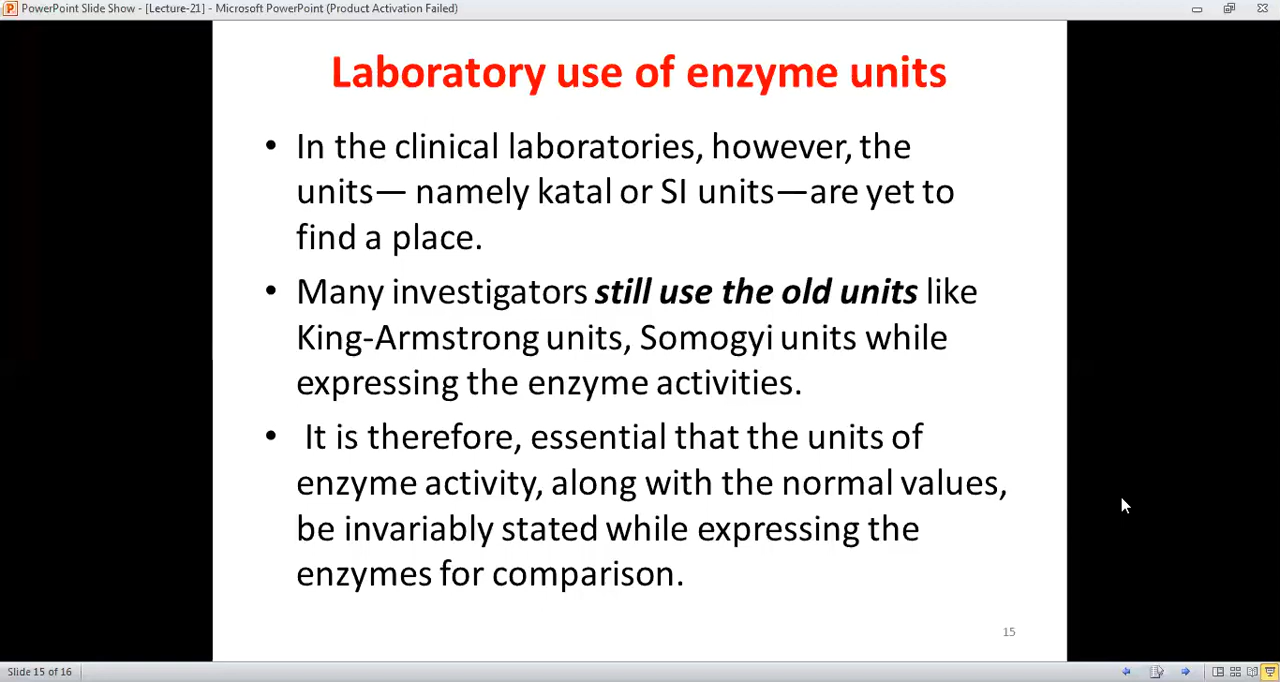 PowerPoint Slide Show - [Lecture-21] - Microsoft PowerPoint (Product Activation Failed)
Laboratory use of enzyme units
• In the clinical laboratories, however, the
units— namely katal or SI units—are yet to
find a place.
• Many investigators still use the old units like
King-Armstrong units, Somogyi units while
expressing the enzyme activities.
• It is therefore, essential that the units of
enzyme activity, along with the normal values,
be invariably stated while expressing the
enzymes for comparison.
15
Slide 15 of 16